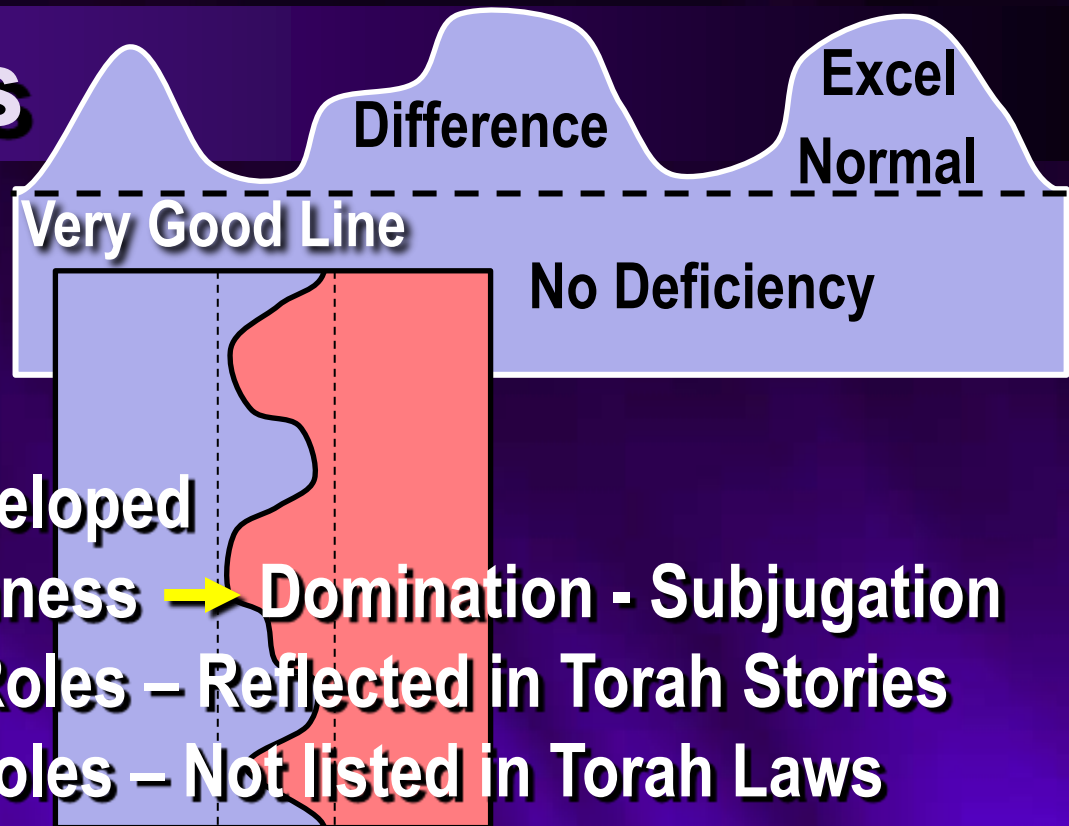 s
Excel
Difference
Normal
Very Good Line
No Deficiency
eloped
ness Domination - Subjugation
Roles – Reflected in Torah Stories
oles – Not listed in Torah Laws